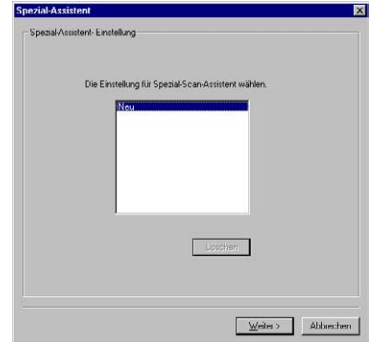 Spezial-Assistent
Spezial-Assistent- Einstellung
Die Einstellung für Spezial-Scan-Assistent wählen.
Neu
Löschen
Weiter >
Abbrechen